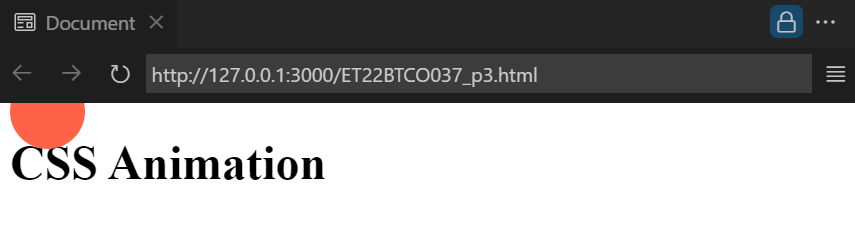 Document
http://127.0.0.1:3000/ET22BTCO037_p3.html
CSS Animation